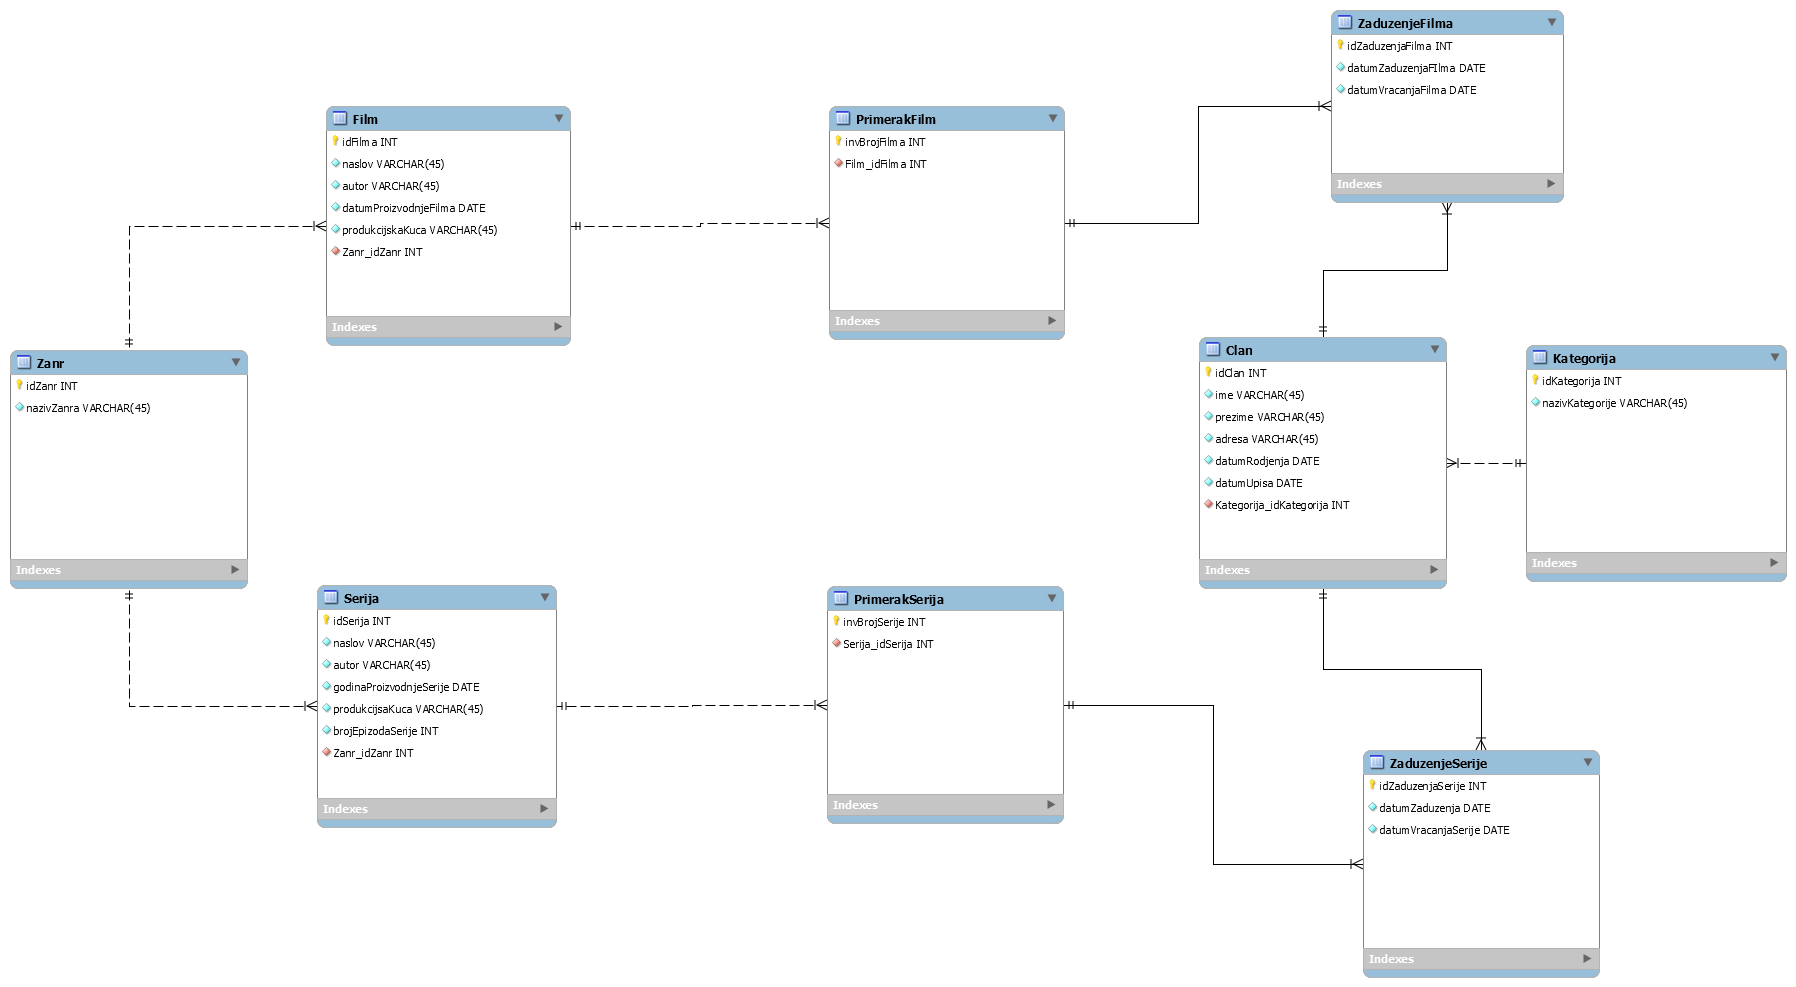 ZaduzenjeFilma
idZaduzenjaFilma INT
datumZaduzenjaFIlma DATE
datumVracanjaFilma DATE
Indexes
Film
idFilma INT
naslov VARCHAR(45)
autor VARCHAR(45)
datumProizvodnjeFilma DATE
produkcijskaKuca VARCHAR(45)
Zanr_idZanr INT
Indexes
PrimerakFilm
invBrojFilma INT
Film_idFilma INT
Indexes
Zanr
idZanr INT
nazivZanra VARCHAR(45)
Indexes
Clan
idClan INT
ime VARCHAR(45)
prezime VARCHAR(45)
adresa VARCHAR(45)
datumRodjenja DATE
datumUpisa DATE
Kategorija_idKategorija INT
Indexes
Kategorija
idKategorija INT
nazivKategorije VARCHAR(45)
Indexes
Serija
idSerija INT
naslov VARCHAR(45)
autor VARCHAR(45)
godinaProizvodnjeSerije DATE
produkcijsaKuca VARCHAR(45)
brojEpizodaSerije INT
Zanr_idZanr INT
Indexes
PrimerakSerija
invBrojSerije INT
Serija_idSerija INT
Indexes
ZaduzenjeSerije
idZaduzenjaSerije INT
datumZaduzenja DATE
datumVracanjaSerije DATE
Indexes